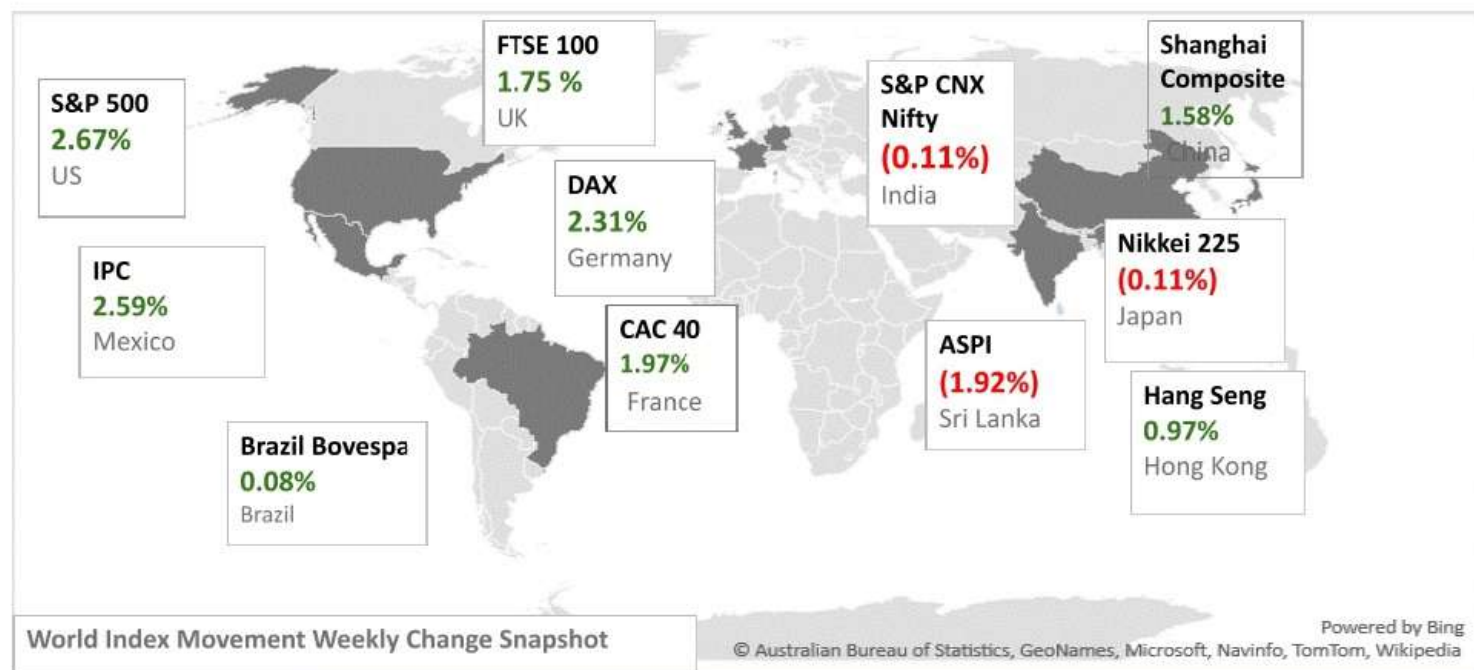 S&P 500
2.67%
US
FTSE 100
1.75 %
UK
S&P CNX
Nifty
(0.11%)
India
Shanghai
Composite
1.58%
China
DAX
2.31%
Germany
IPC
2.59%
Mexico
Nikkei 225
(0.11%)
Japan
CAC 40
1.97%
France
ASPI
(1.92%)
Sri Lanka
Hang Seng
0.97%
Hong Kong
Brazil Bovespa
0.08%
Brazil
World Index Movement Weekly Change Snapshot
Powered by Bing
© Australian Bureau of Statistics, GeoNames, Microsoft, Navinfo, TomTom, Wikipedia